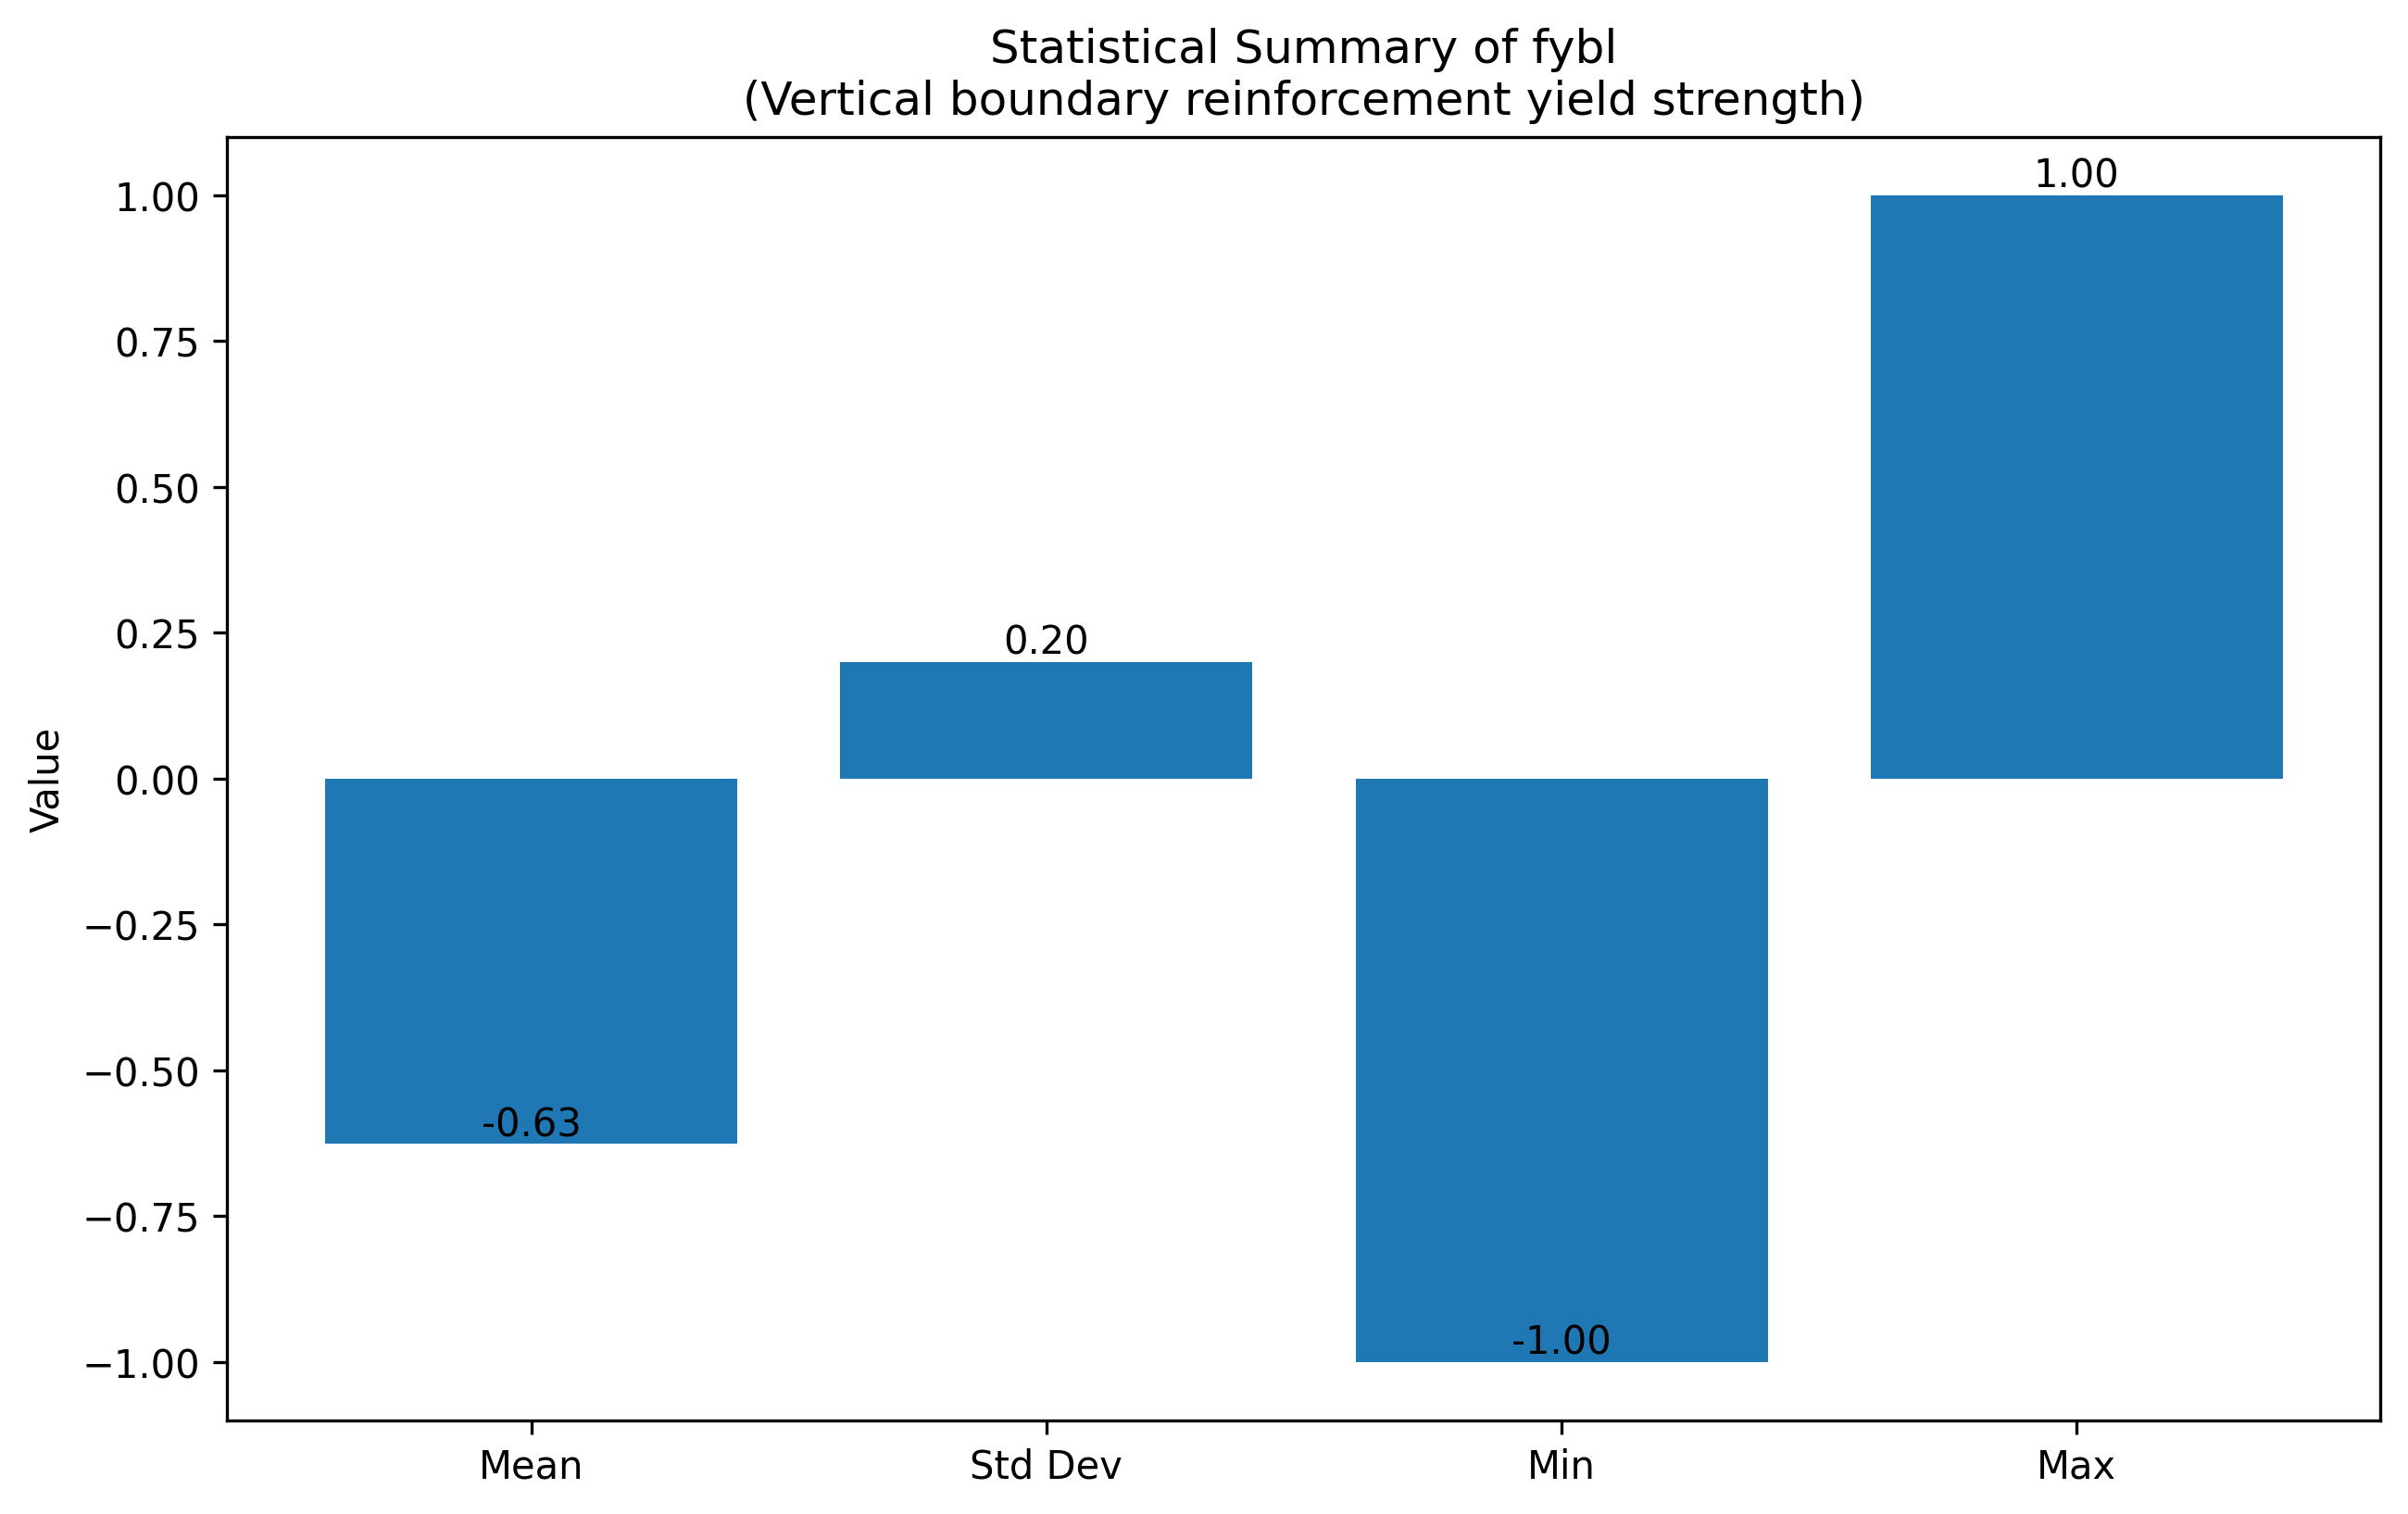 Statistical Summary of fybl
(Vertical boundary reinforcement yield strength)
1.00
1.00
0.75
0.50
0.25
0.20
0.00
Value
−0.25
−0.50
-0.63
−0.75
-1.00
−1.00
Mean
Std Dev
Min
Max